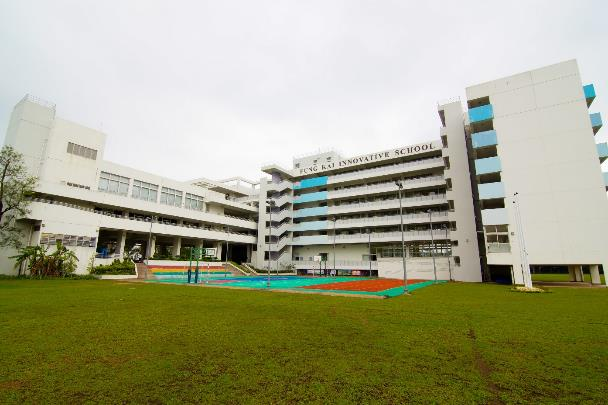 FUNG KAI INNOVATIVE SCHOOL